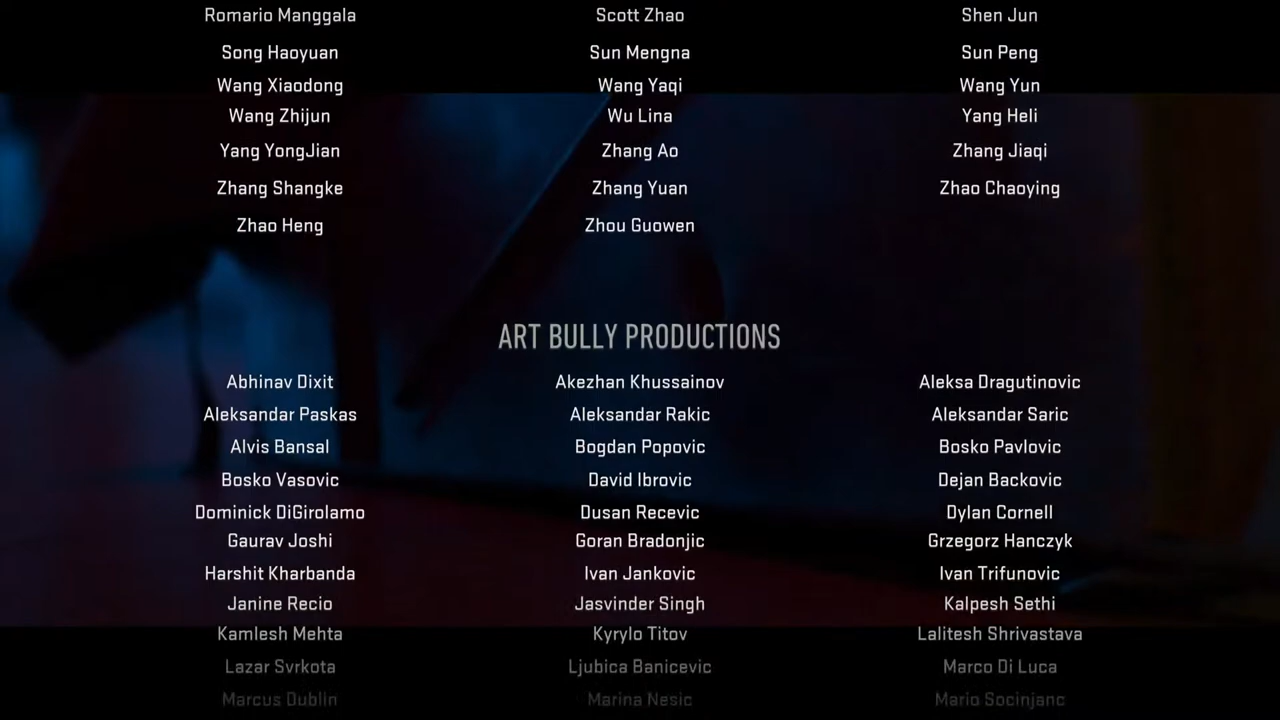 Romario Manggala Scott Zhao Shen Jun
Song Haoyuan Sun Mengna Sun Peng
Wang Xiaodong Wang Yaqi Wang Yun
Wang Zhijun Wu Lina Yang Heli
Yang YongJian Zhang Ao Zhang Jiaqi
Zhang Shangke Zhang Yuan Zhao Chaoying
Zhao Heng Zhou Guowen
ART BULLY PRODUCTIONS
Abhinav Dixit Akezhan Khussainov Aleksa Dragutinovic
Aleksandar Paskas Aleksandar Rakic Aleksandar Saric
Alvis Bansal Bogdan Popovic Bosko Pavlovic
Bosko Vasovic David Ibrovic Dejan Backovic
Dominick DiGirolamo Dusan Recevic Dylan Cornell
Gaurav Joshi Goran Bradonjic Grzegorz Hanczyk
Harshit Kharbanda Ivan Jankovic Ivan Trifunovic
Janine Recio Jasvinder Singh Kalpesh Sethi
Kamlesh Mehta Kyrylo Titov Lalitesh Shrivastava
Lazar Svrkota Ljubica Banicevic Marco Di Luca
Marcus Dublin Marina Nesic Mario Socinjanc